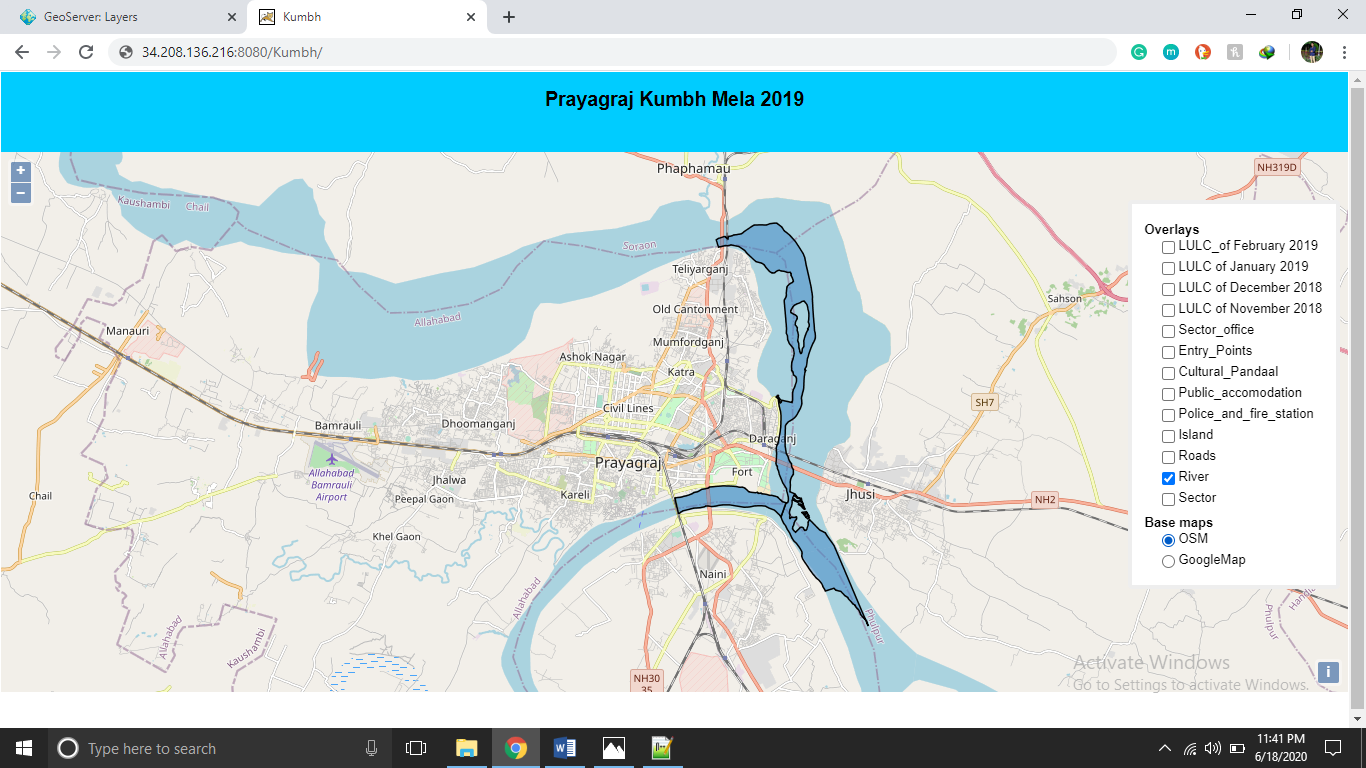 GeoServer: Layers
Kumbh
34.208.136.216:8080/Kumbh/
Prayagraj Kumbh Mela 2019
+
−
Phaphamau
NH319D
Kaushambi
Chail
Soraon
Teliyarganj
Sahson
Old Cantonment
Allahabad
Manauri
Mumfordganj
Ashok Nagar
Katra
SH7
Civil Lines
Bamrauli
Dhoomanganj
Daraganj
Prayagraj
Allahabad
Bamrauli
Airport
Fort
Jhalwa
Peepal Gaon
Kareli
Jhusi
NH2
Chail
Khel Gaon
Naini
Allahabad
Phulpur
Allahabad
Kaushambi
NH30
35
Phulpur
Overlays
LULC_of February 2019
LULC of January 2019
LULC of December 2018
LULC of November 2018
Sector_office
Entry_Points
Cultural_Pandaal
Public_accomodation
Police_and_fire_station
Island
Roads
River
Sector
Base maps
OSM
GoogleMap
Activate Windows
Go to Settings to activate Windows.
i
Type here to search
11:41 PM
6/18/2020